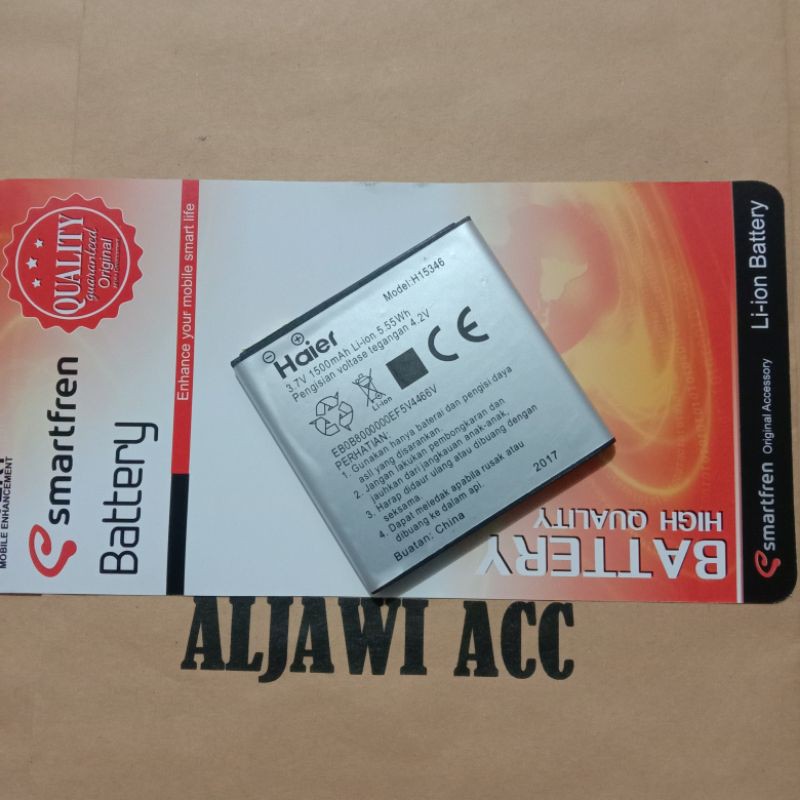 QUALITY
guaranteed
Original
Enhance your mobile smart life
MOBILE ENHANCEMENT
smartfren
Battery
Haier
Model:H15346
3.7V 1500mAh Li-ion 5.55Wh
Pengisian voltase tegangan 4.2V
Li-ion
EB0B8000000EF5V4466V
PERHATIAN:
1. Gunakan hanya baterai dan pengisi daya
asli yang disarankan.
2. Jangan lakukan pembongkaran dan
jauhkan dari jangkauan anak-anak,
3. Harap didaur ulang atau dibuang dengan
seksama.
4. Dapat meledak apabila rusak atau
dibuang ke dalam api.
Buatan: China
2017
BATTERY
HIGH QUALITY
smartfren
Original Accessory
Li-ion Battery
ALJAWI ACC